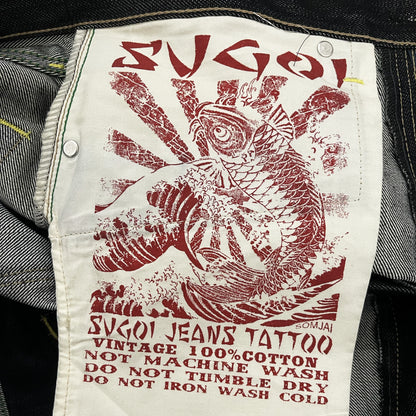 SUGOI
SOMJAI
SUGOI JEANS TATTOO
VINTAGE 100% COTTON
NOT MACHINE WASH
DO NOT TUMBLE DRY
DO NOT IRON WASH COLD